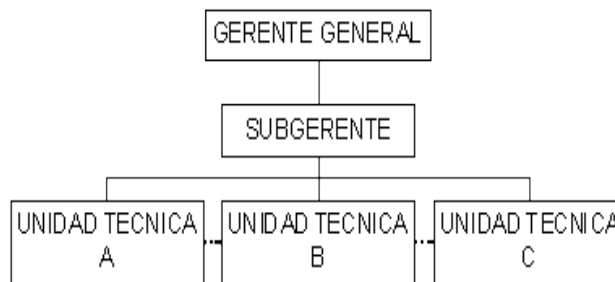 GERENTE GENERAL
SUBGERENTE
UNIDAD TECNICA
A
UNIDAD TECNICA
B
UNIDAD TECNICA
C